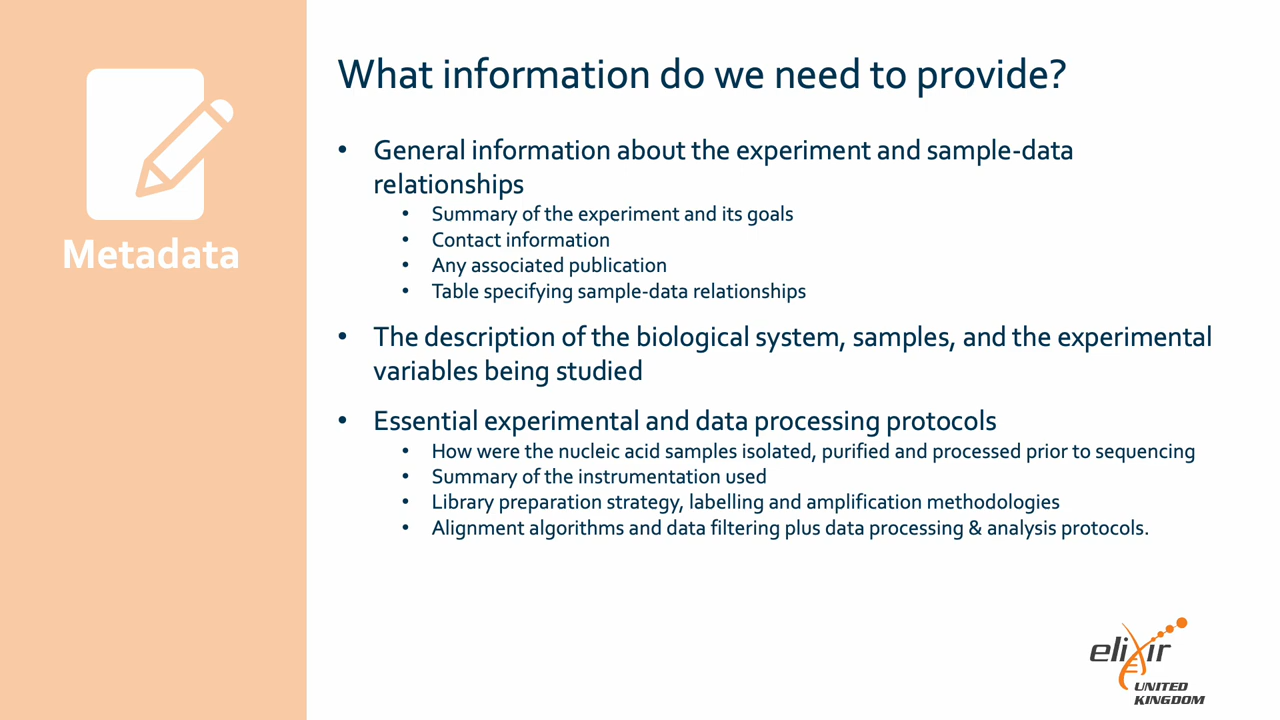 Metadata
What information do we need to provide?
• General information about the experiment and sample-data
relationships
• Summary of the experiment and its goals
• Contact information
• Any associated publication
• Table specifying sample-data relationships
• The description of the biological system, samples, and the experimental
variables being studied
• Essential experimental and data processing protocols
• How were the nucleic acid samples isolated, purified and processed prior to sequencing
• Summary of the instrumentation used
• Library preparation strategy, labelling and amplification methodologies
• Alignment algorithms and data filtering plus data processing & analysis protocols.
elixir
UNITED
KINGDOM